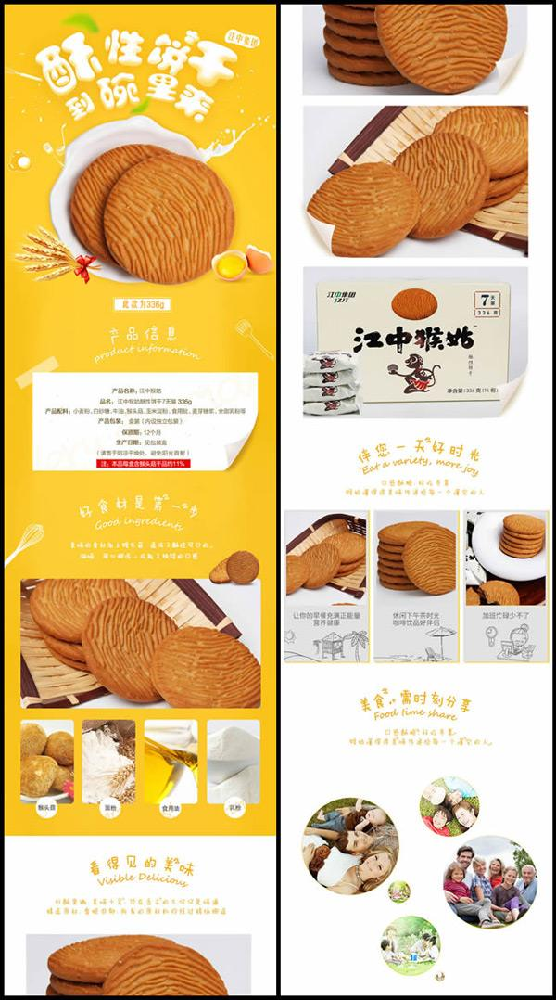 江中集团
酥性饼干
到碗里来
此款为336g
产品信息
product information
产品名称：江中猴姑
品名：江中猴姑酥性饼干7天装 336g
产品配料：小麦粉，白砂糖，牛油，猴头菇，玉米淀粉，食用盐，麦芽糖浆，全脂乳粉等
产品包装：盒装（内设独立包装）
保质期：12个月
生产日期：见包装盒
（请置于阴凉干燥处，避免阳光直射）
注：本品每盒含猴头菇干品约11%
好食材是第一步
Good ingredients
猴头菇
面粉
食用油
乳粉
看得见的美味
Visible Delicious
江中集团
JZJT
7天装
336克
江中猴姑
酥性饼干
净含量：336克(14包)
伴您一天好时光
Eat a variety, more joy
让你的早餐充满正能量
营养健康
休闲下午茶时光
咖啡饮品好伴侣
加班忙碌少不了
美食，需时刻分享
Food time share